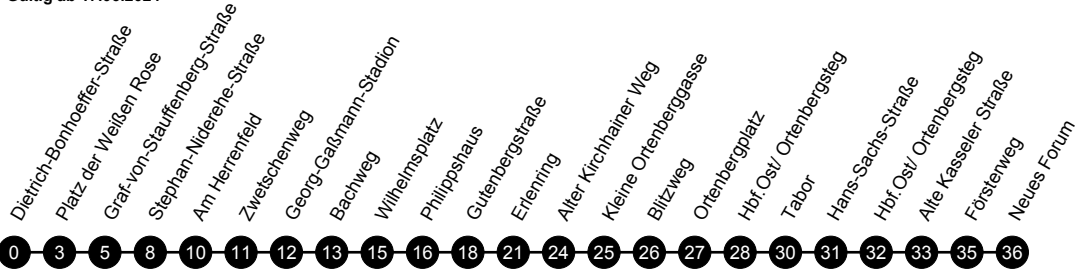 Dietrich-Bonhoeffer-Straße
Platz der Weißen Rose
Graf-von-Stauffenberg-Straße
Stephan-Niderehe-Straße
Am Herrenfeld
Zwetschenweg
Georg-Gaßmann-Stadion
Bachweg
Wilhelmsplatz
Philippshaus
Gutenbergstraße
Erlenring
Alter Kirchhainer Weg
Kleine Ortenberggasse
Blitzweg
Ortenbergplatz
Hbf.Ost/ Ortenbergsteg
Tabor
Hans-Sachs-Straße
Hbf.Ost/ Ortenbergsteg
Alte Kasseler Straße
Försterweg
Neues Forum
0 3 5 8 10 11 12 13 15 16 18 21 24 25 26 27 28 30 31 32 33 35 36